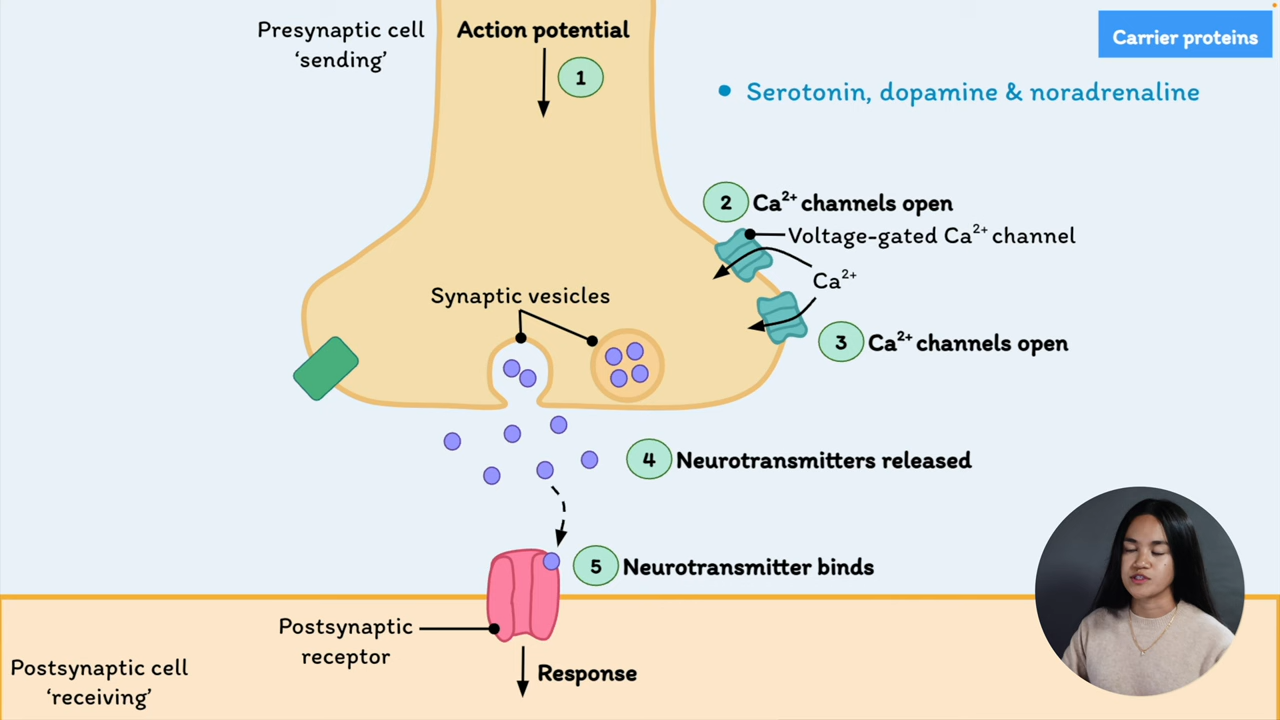 Presynaptic cell
‘sending’
Action potential
1
Carrier proteins
• Serotonin, dopamine & noradrenaline
2 Ca²⁺ channels open
Voltage-gated Ca²⁺ channel
Ca²⁺
Synaptic vesicles
3 Ca²⁺ channels open
4 Neurotransmitters released
5 Neurotransmitter binds
Postsynaptic
receptor
Response
Postsynaptic cell
‘receiving’